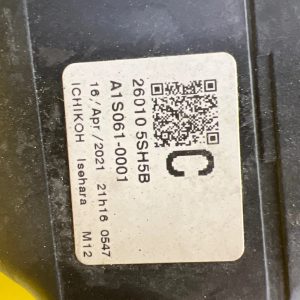 26010 5SH5B
A1S061-0001
16/Apr/2021 21h16 0547
ICHIKOH Isehara M12
C